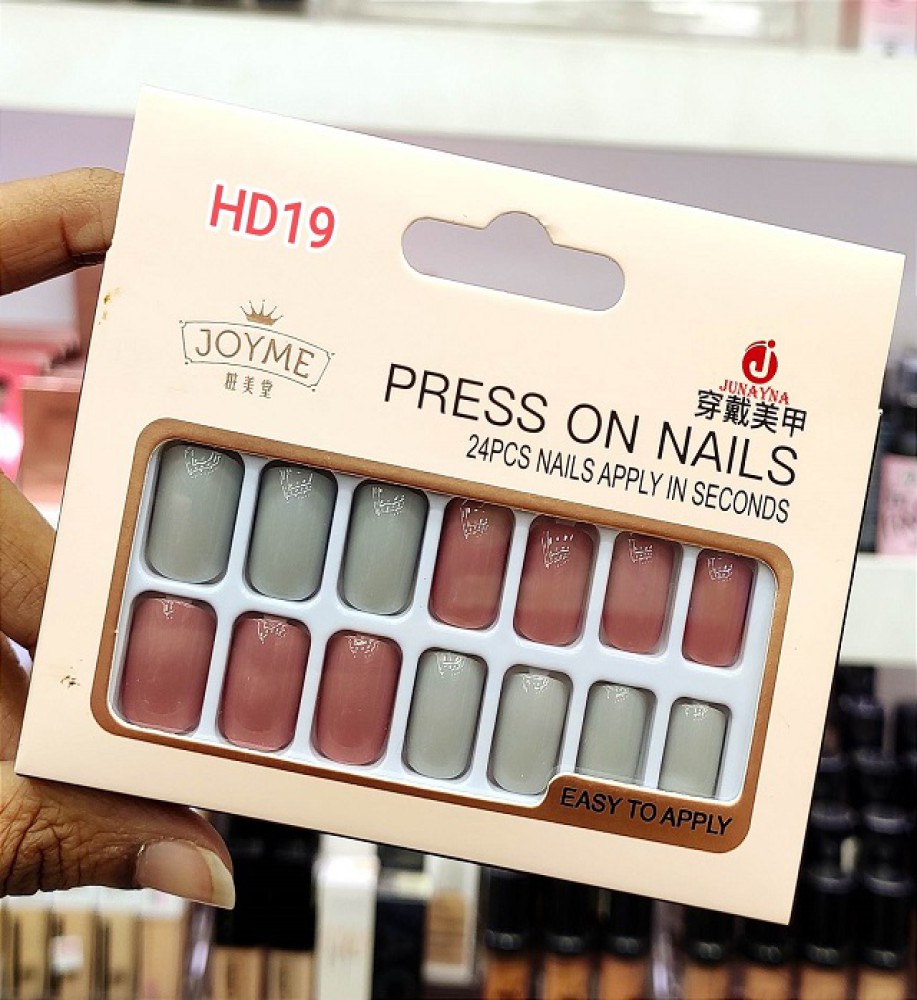 HD19
JOYME
粧美堂
JUNAYNA
穿戴美甲
PRESS ON NAILS
24PCS NAILS APPLY IN SECONDS
EASY TO APPLY